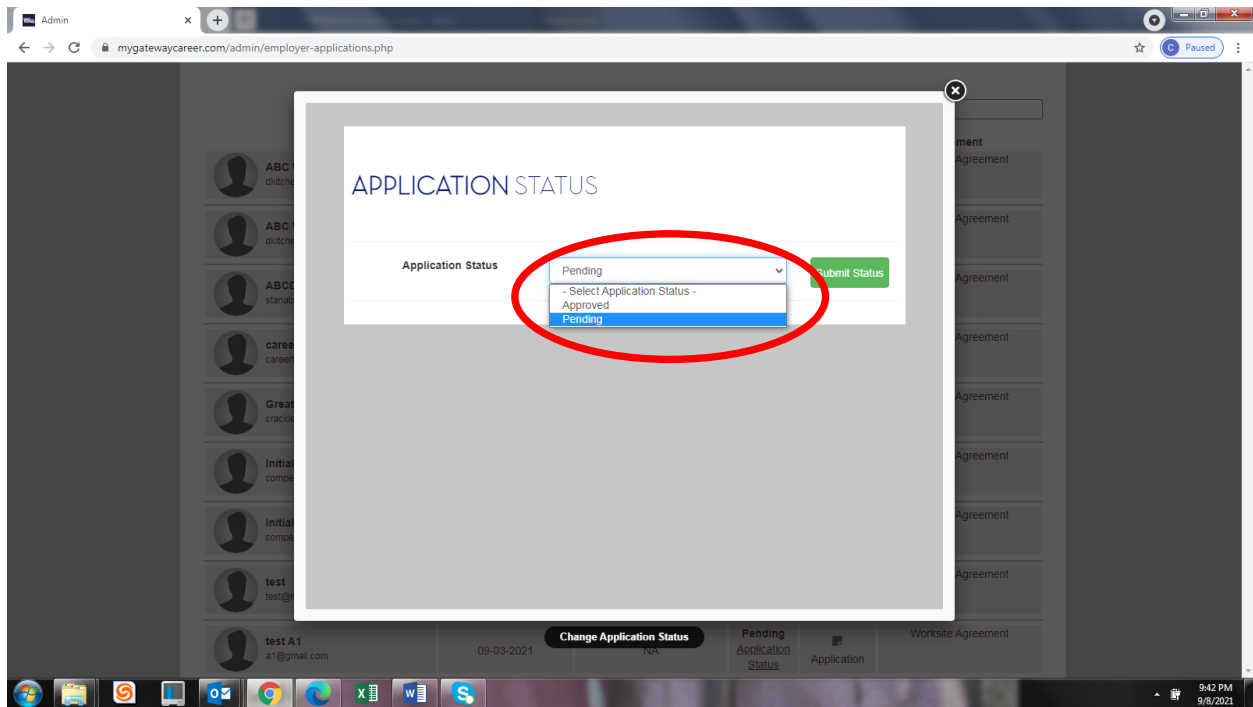 Admin
mygatewaycareer.com/admin/employer-applications.php
Paused
APPLICATION STATUS
Application Status
Pending
Submit Status
- Select Application Status -
Approved
Pending
Agreement
ABC
Agreement
ABC
Agreement
ABCD
Agreement
Agreement
Great
Agreement
Initial
Agreement
Initial
Agreement
test
test A1
a1@gmail.com
09-03-2021
Change Application Status
NA
Pending
Application
Status
Application
Worksite Agreement
9:42 PM
9/8/2021